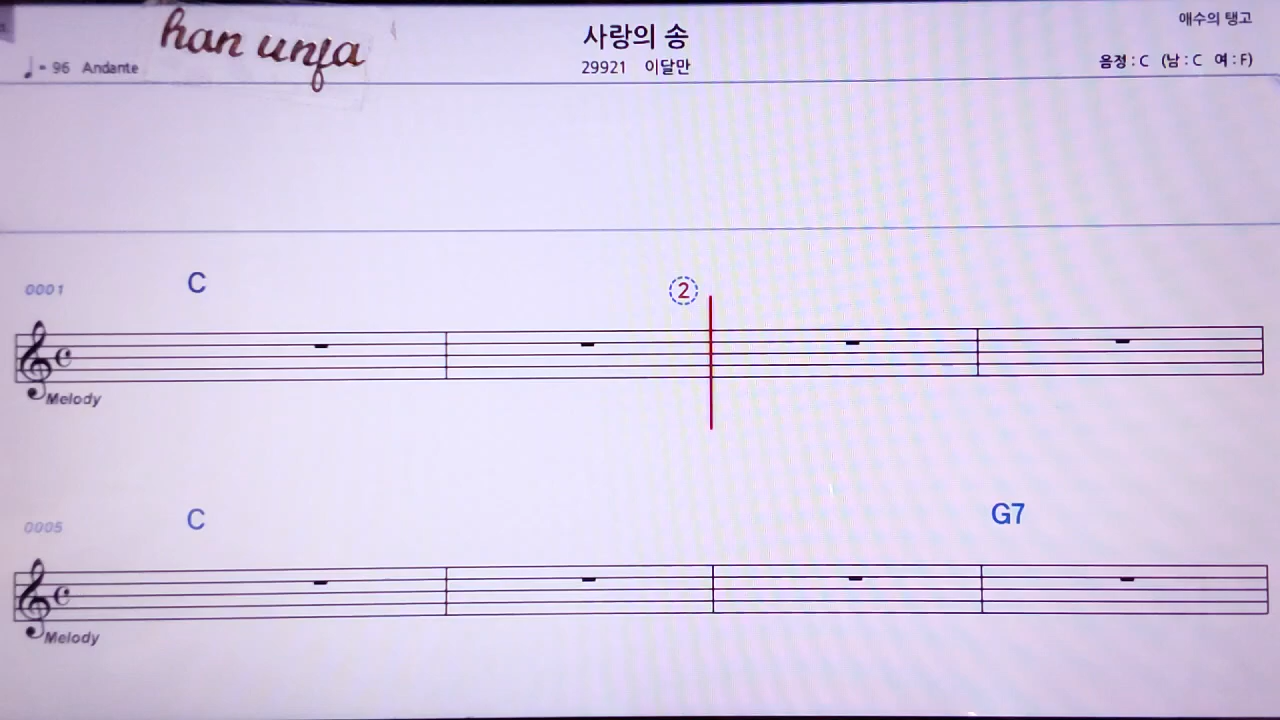 han unfa
사랑의 송
애수의 탱고
♩= 96 Andante
29921 이달만
음정 : C (남 : C 여 : F)
0001
C
②
Melody
0005
C
G7
Melody